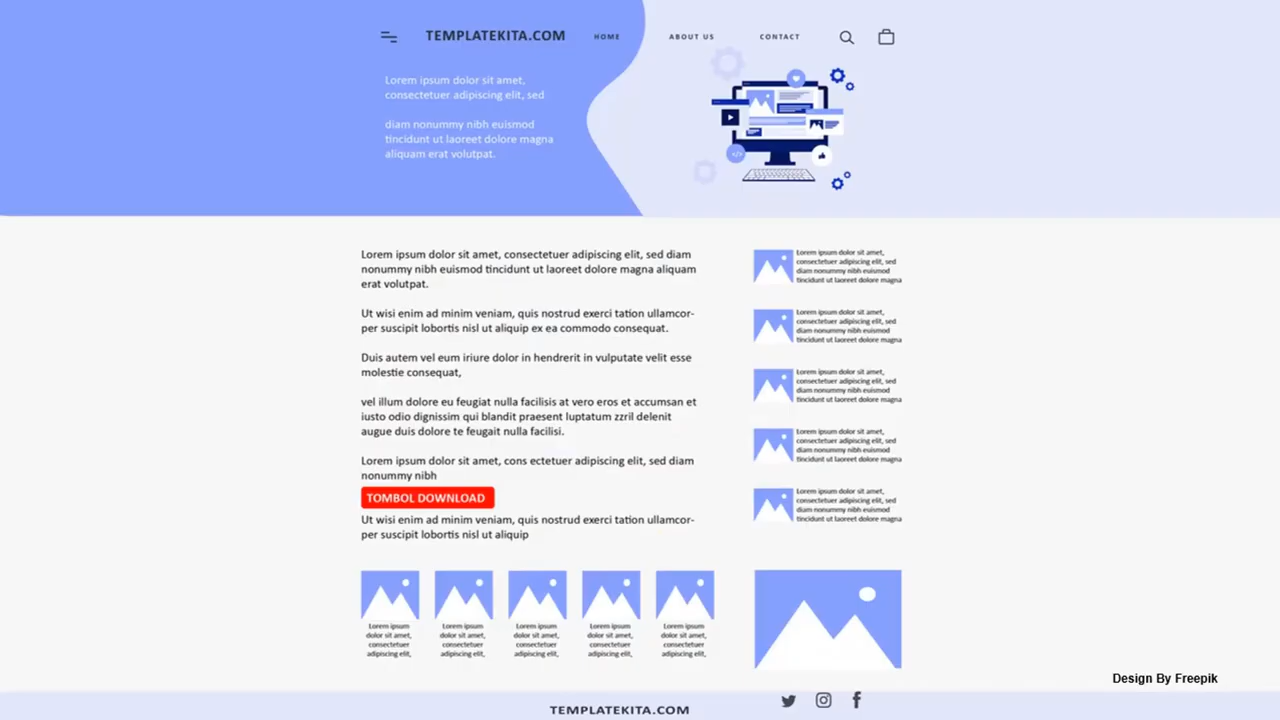 TEMPLATEKITA.COM
HOME
ABOUT US
CONTACT
Lorem ipsum dolor sit amet,
consectetuer adipiscing elit, sed
diam nonummy nibh euismod
tincidunt ut laoreet dolore magna
aliquam erat volutpat.
</>
Lorem ipsum dolor sit amet, consectetuer adipiscing elit, sed diam
nonummy nibh euismod tincidunt ut laoreet dolore magna aliquam
erat volutpat.
Ut wisi enim ad minim veniam, quis nostrud exerci tation ullamcor-
per suscipit lobortis nisl ut aliquip ex ea commodo consequat.
Duis autem vel eum iriure dolor in hendrerit in vulputate velit esse
molestie consequat,
vel illum dolore eu feugiat nulla facilisis at vero eros et accumsan et
iusto odio dignissim qui blandit praesent luptatum zzril delenit
augue duis dolore te feugait nulla facilisi.
Lorem ipsum dolor sit amet, cons ectetuer adipiscing elit, sed diam
nonummy nibh
TOMBOL DOWNLOAD
Ut wisi enim ad minim veniam, quis nostrud exerci tation ullamcor-
per suscipit lobortis nisl ut aliquip
Lorem ipsum dolor sit amet,
consectetuer adipiscing elit, sed
diam nonummy nibh euismod
tincidunt ut laoreet dolore magna
Lorem ipsum dolor sit amet,
consectetuer adipiscing elit, sed
diam nonummy nibh euismod
tincidunt ut laoreet dolore magna
Lorem ipsum dolor sit amet,
consectetuer adipiscing elit, sed
diam nonummy nibh euismod
tincidunt ut laoreet dolore magna
Lorem ipsum dolor sit amet,
consectetuer adipiscing elit, sed
diam nonummy nibh euismod
tincidunt ut laoreet dolore magna
Lorem ipsum dolor sit amet,
consectetuer adipiscing elit, sed
diam nonummy nibh euismod
tincidunt ut laoreet dolore magna
Lorem ipsum
dolor sit amet,
consectetuer
adipiscing elit,
Lorem ipsum
dolor sit amet,
consectetuer
adipiscing elit,
Lorem ipsum
dolor sit amet,
consectetuer
adipiscing elit,
Lorem ipsum
dolor sit amet,
consectetuer
adipiscing elit,
Lorem ipsum
dolor sit amet,
consectetuer
adipiscing elit,
Design By Freepik
TEMPLATEKITA.COM